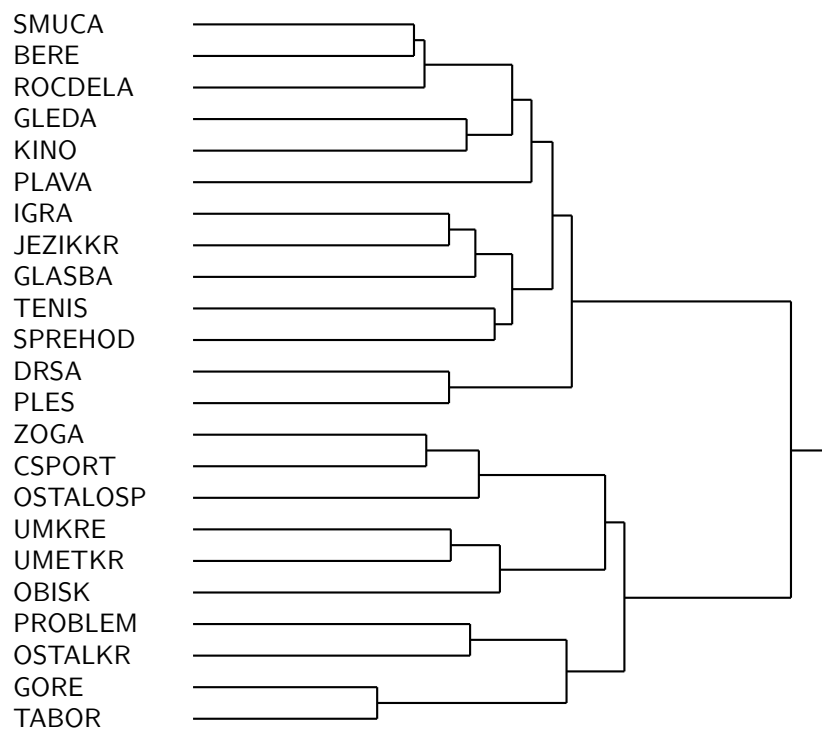 SMUCA
BERE
ROCDELA
GLEDA
KINO
PLAVA
IGRA
JEZIKKR
GLASBA
TENIS
SPREHOD
DRSA
PLES
ZOGA
CSPORT
OSTALOSP
UMKRE
UMETKR
OBISK
PROBLEM
OSTALKR
GORE
TABOR